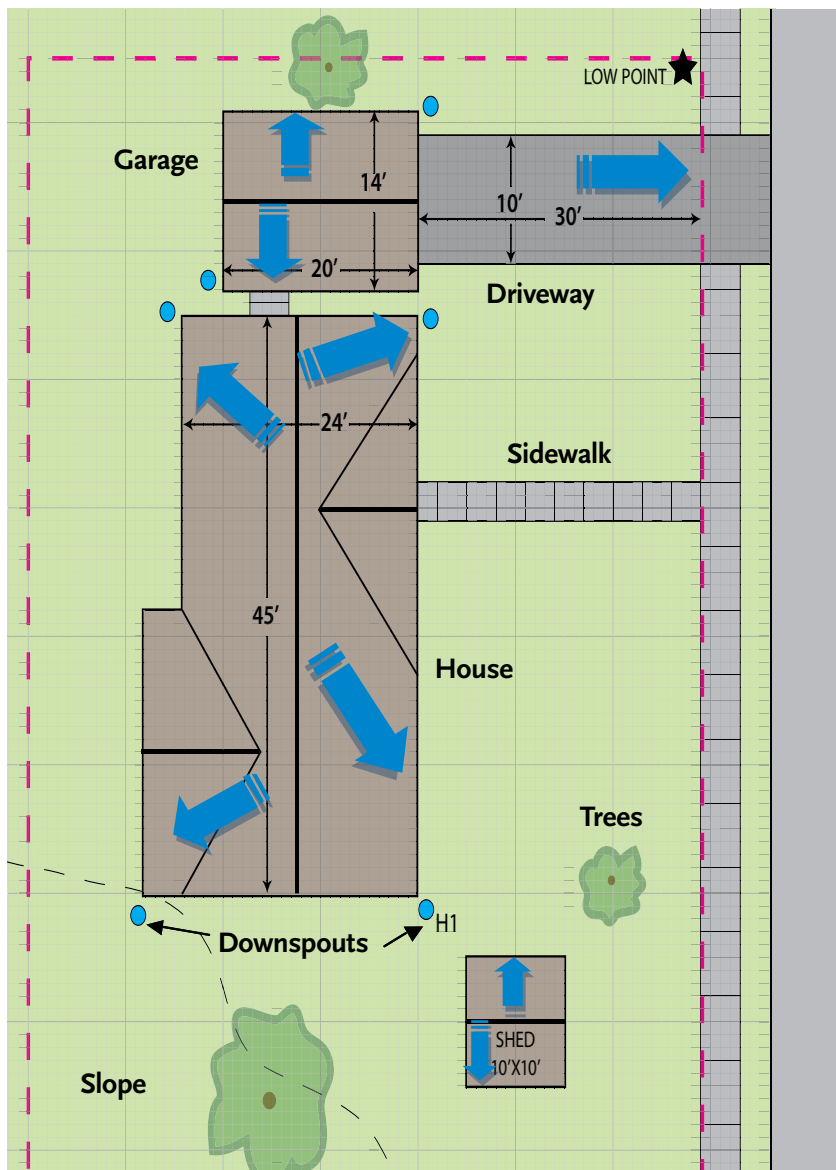 LOW POINT
Garage
14’
10’
30’
20’
Driveway
24’
Sidewalk
45’
House
Trees
H1
Downspouts
SHED
10’X10’
Slope